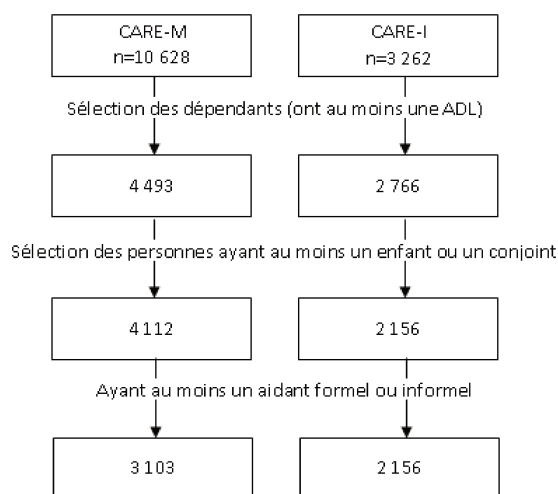 CARE-M
n=10 628
CARE-I
n=3 262
Sélection des dépendants (ont au moins une ADL)
4 493
2 766
Sélection des personnes ayant au moins un enfant ou un conjoint
4 112
2 156
Ayant au moins un aidant formel ou informel
3 103
2 156